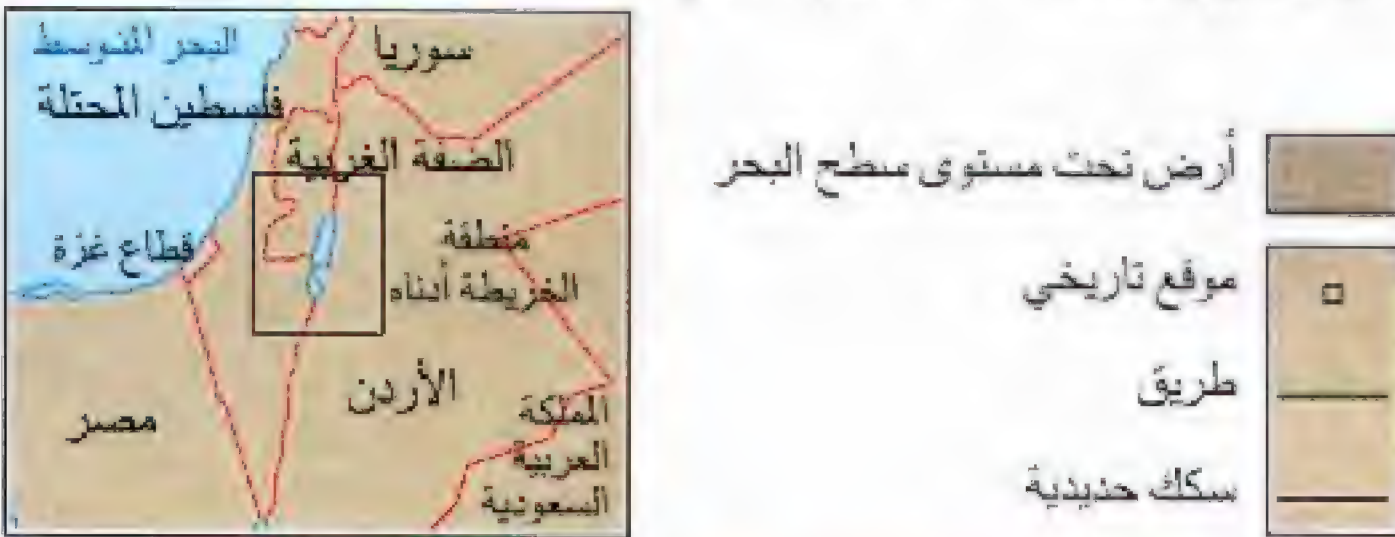 البحر المتوسط
سوريا
فلسطين المحتلة
الضفة الغربية
قطاع غزة
منطقة
الخريطة أدناه
الأردن
مصر
المملكة
العربية
السعودية
أرض تحت مستوى سطح البحر
موقع تاريخي
طريق
سكك حديدية